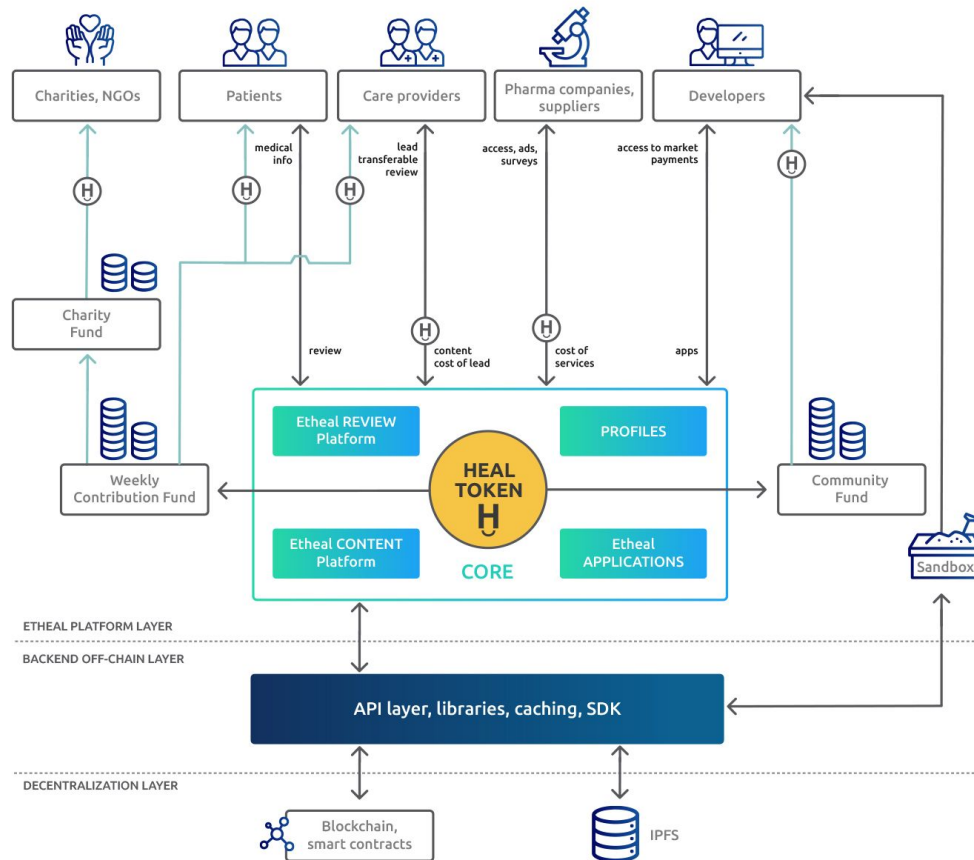 Charities, NGOs
Patients
Care providers
Pharma companies,
suppliers
Developers
medical
info
lead
transferable
review
access, ads,
surveys
access to market
payments
H
H
H
Charity
Fund
H
H
review
content
cost of lead
cost of
services
apps
Etheal REVIEW
Platform
PROFILES
Weekly
Contribution Fund
HEAL
TOKEN
H
Community
Fund
Etheal CONTENT
Platform
Etheal
APPLICATIONS
CORE
Sandbox
ETHEAL PLATFORM LAYER
BACKEND OFF-CHAIN LAYER
API layer, libraries, caching, SDK
DECENTRALIZATION LAYER
Blockchain,
smart contracts
IPFS
H